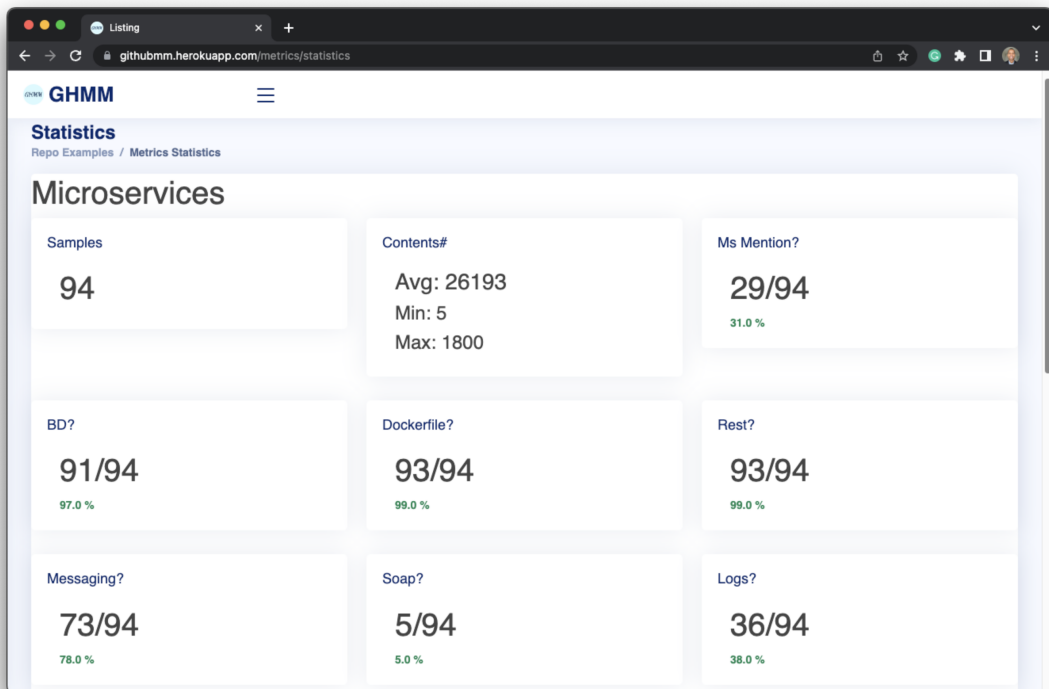 Listing
githubmm.herokuapp.com/metrics/statistics
GHMM GHMM
Statistics
Repo Examples / Metrics Statistics
Microservices
Samples
94
Contents#
Avg: 26193
Min: 5
Max: 1800
Ms Mention?
29/94
31.0 %
BD?
91/94
97.0 %
Dockerfile?
93/94
99.0 %
Rest?
93/94
99.0 %
Messaging?
73/94
78.0 %
Soap?
5/94
5.0 %
Logs?
36/94
38.0 %